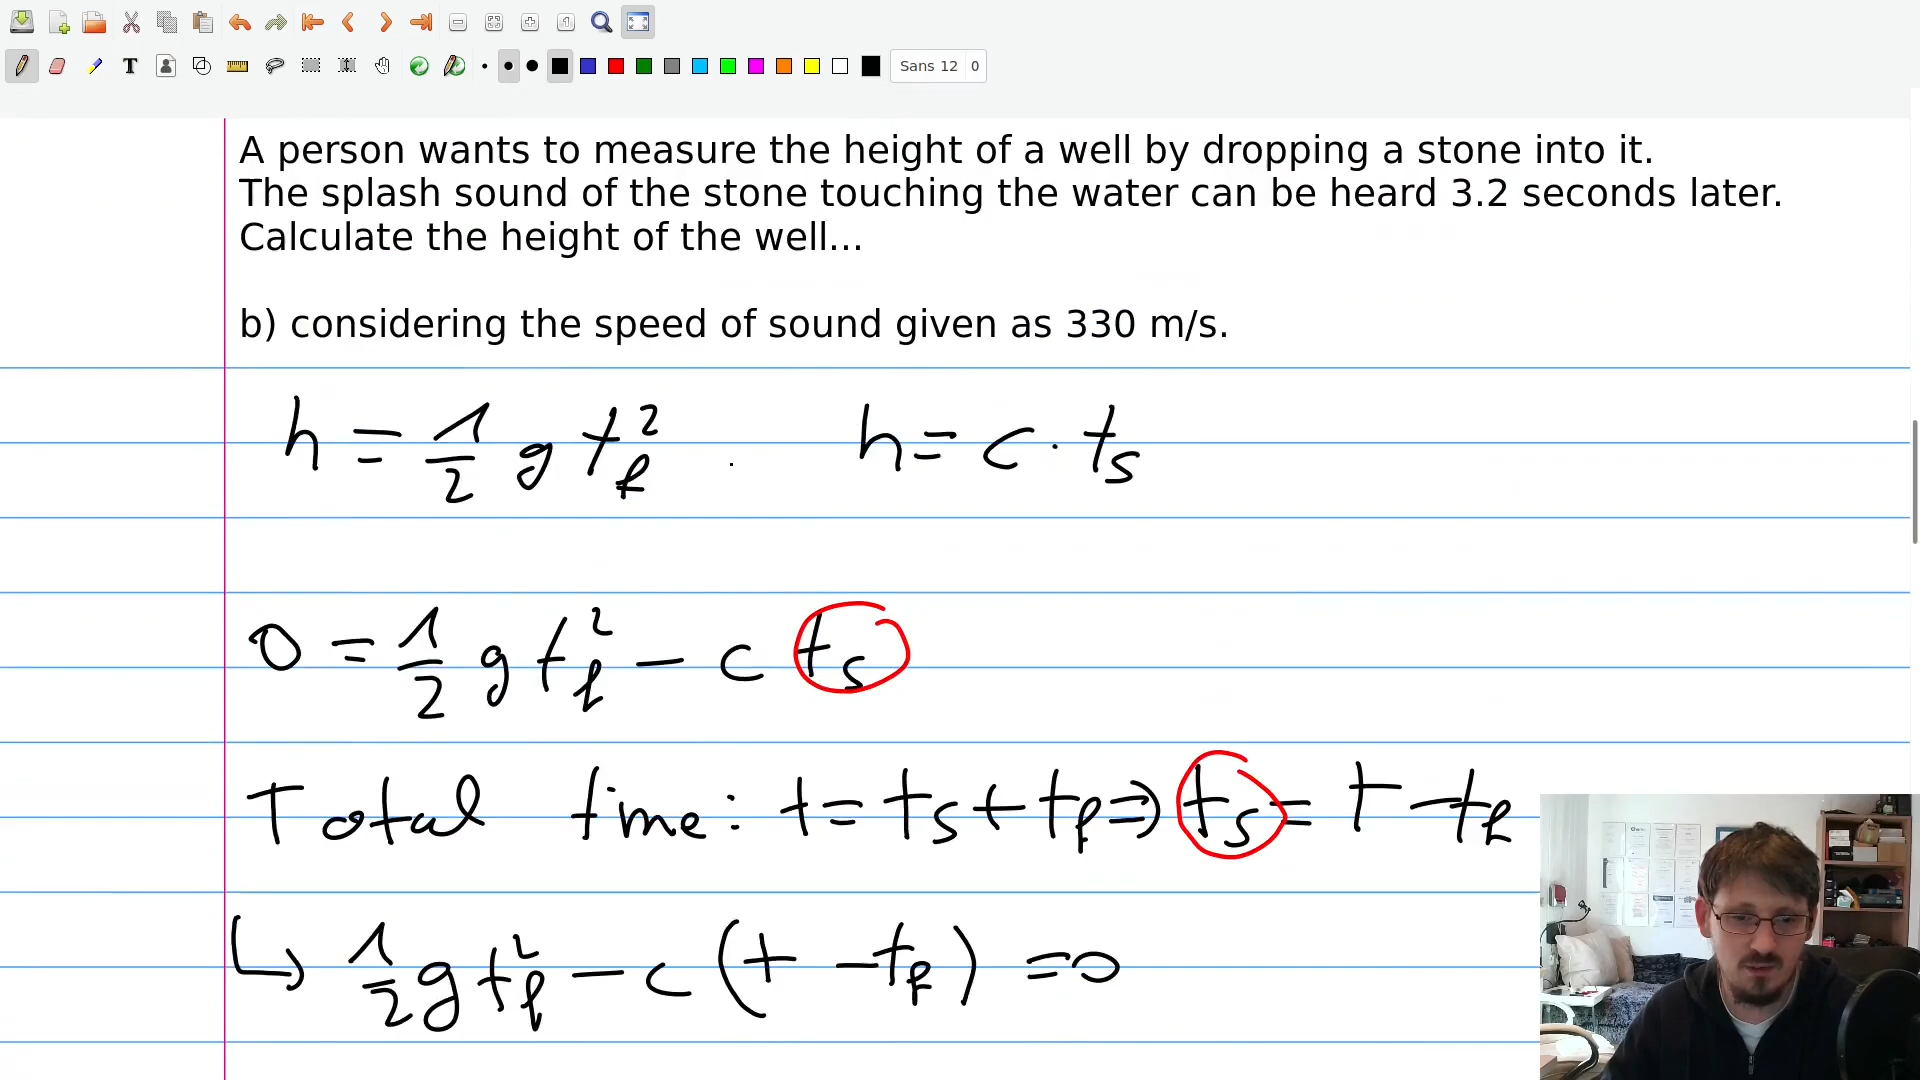 Sans 12 0
A person wants to measure the height of a well by dropping a stone into it.
The splash sound of the stone touching the water can be heard 3.2 seconds later.
Calculate the height of the well...
b) considering the speed of sound given as 330 m/s.
h = 1/2 g t_f^2 . h = c · t_s
0 = 1/2 g t_f^2 - c t_s
Total time: t = t_s + t_f ⇒ t_s = t - t_f
↳ 1/2 g t_f^2 - c (t - t_f) = 0